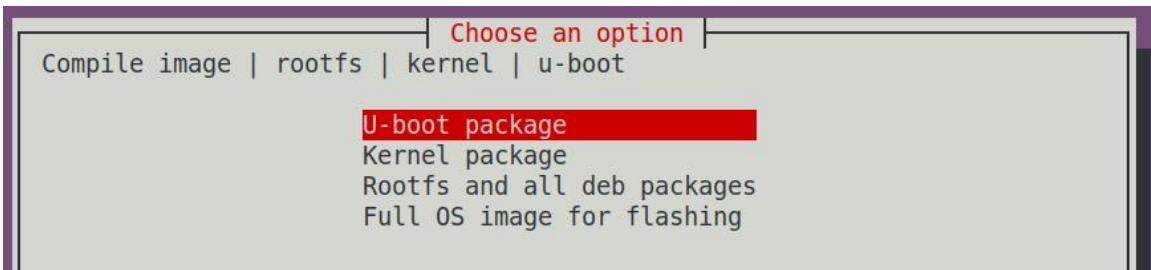 Choose an option
Compile image | rootfs | kernel | u-boot
U-boot package
Kernel package
Rootfs and all deb packages
Full OS image for flashing